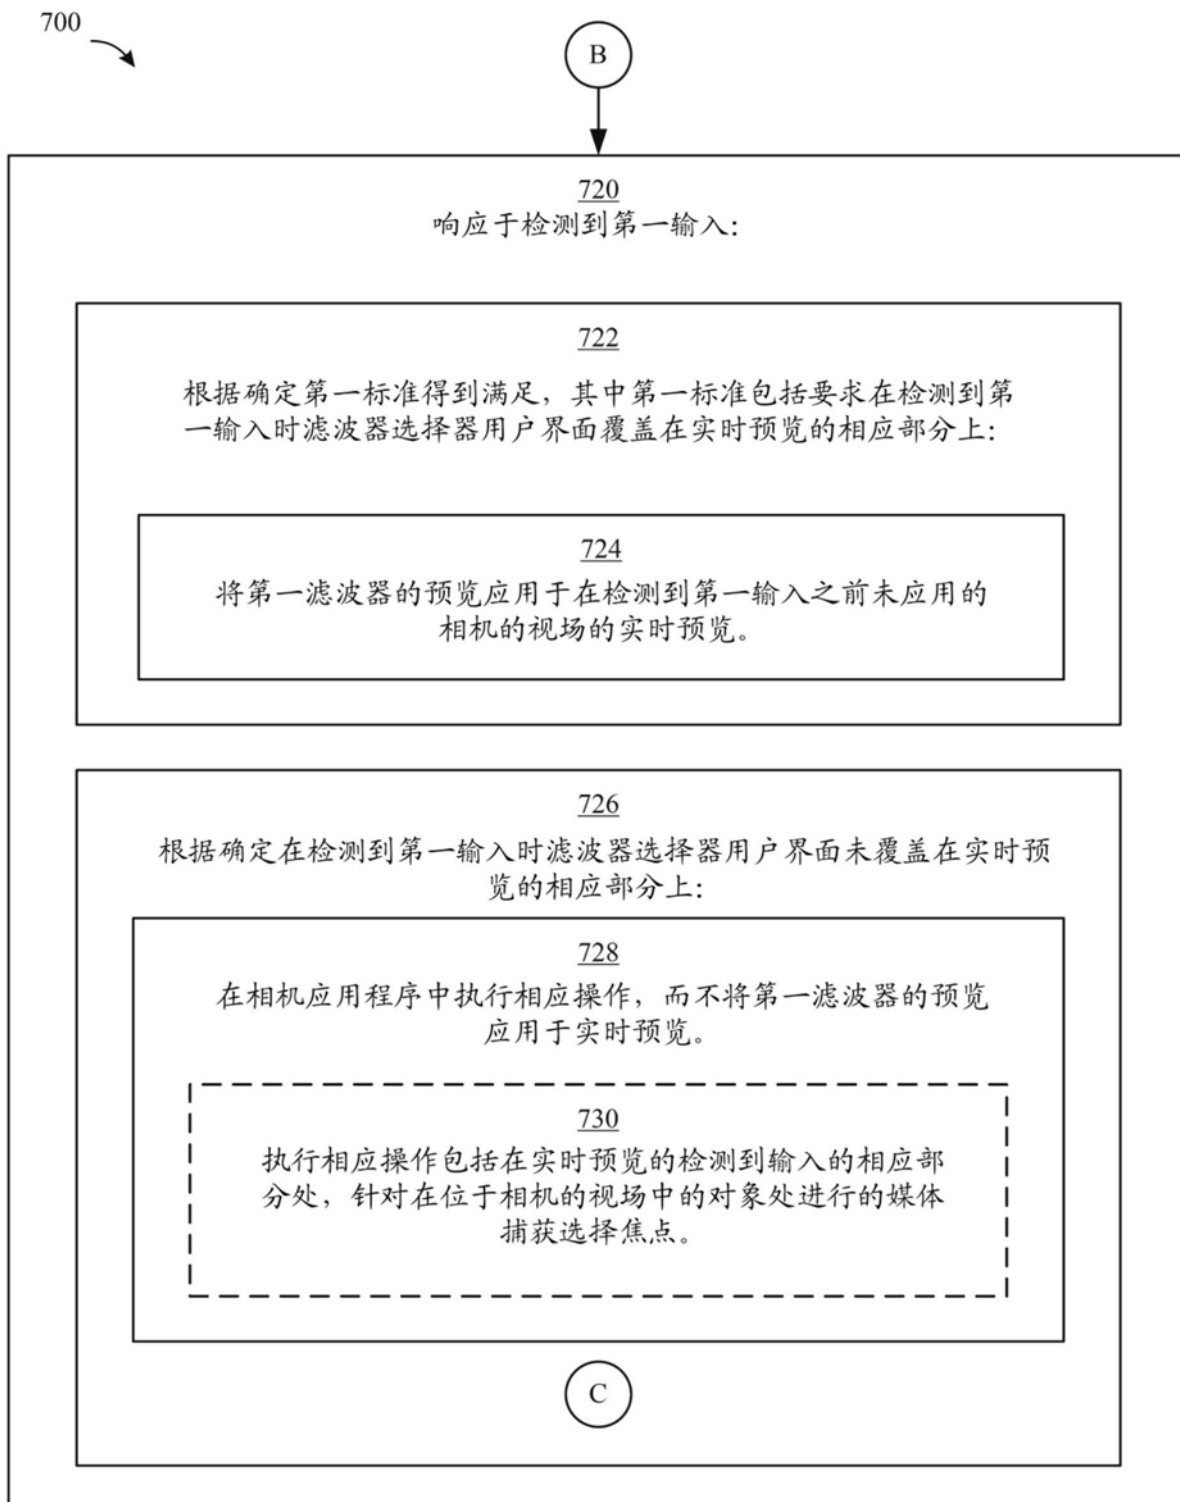 700
B
720
响应于检测到第一输入：
722
根据确定第一标准得到满足，其中第一标准包括要求在检测到第
一输入时滤波器选择器用户界面覆盖在实时预览的相应部分上：
724
将第一滤波器的预览应用于在检测到第一输入之前未应用的
相机的视场的实时预览。
726
根据确定在检测到第一输入时滤波器选择器用户界面未覆盖在实时预
览的相应部分上：
728
在相机应用程序中执行相应操作，而不将第一滤波器的预览
应用于实时预览。
730
执行相应操作包括在实时预览的检测到输入的相应部
分处，针对在位于相机的视场中的对象处进行的媒体
捕获选择焦点。
C